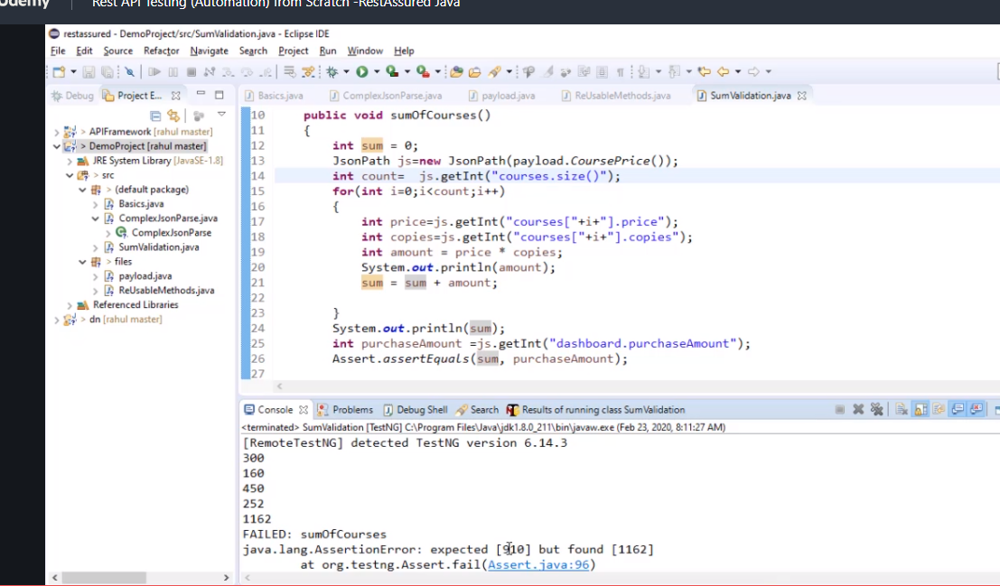 Udemy
Rest API Testing (Automation) from Scratch -RestAssured Java
restassured - DemoProject/src/SumValidation.java - Eclipse IDE
File Edit Source Refactor Navigate Search Project Run Window Help
Debug Project E...
Basics.java ComplexJsonParse.java payload.java ReUsableMethods.java SumValidation.java
> APIFramework [rahul master]
> DemoProject [rahul master]
JRE System Library [JavaSE-1.8]
> src
> (default package)
Basics.java
ComplexJsonParse.java
ComplexJsonParse
SumValidation.java
> files
payload.java
ReUsableMethods.java
Referenced Libraries
> dn [rahul master]
10 public void sumOfCourses()
11 {
12 int sum = 0;
13 JsonPath js=new JsonPath(payload.CoursePrice());
14 int count= js.getInt("courses.size()");
15 for(int i=0;i<count;i++)
16 {
17 int price=js.getInt("courses["+i+"].price");
18 int copies=js.getInt("courses["+i+"].copies");
19 int amount = price * copies;
20 System.out.println(amount);
21 sum = sum + amount;
22
23 }
24 System.out.println(sum);
25 int purchaseAmount =js.getInt("dashboard.purchaseAmount");
26 Assert.assertEquals(sum, purchaseAmount);
27
Console Problems Debug Shell Search Results of running class SumValidation
<terminated> SumValidation [TestNG] C:\Program Files\Java\jdk1.8.0_211\bin\javaw.exe (Feb 23, 2020, 8:11:27 AM)
[RemoteTestNG] detected TestNG version 6.14.3
300
160
450
252
1162
FAILED: sumOfCourses
java.lang.AssertionError: expected [910] but found [1162]
at org.testng.Assert.fail(Assert.java:96)